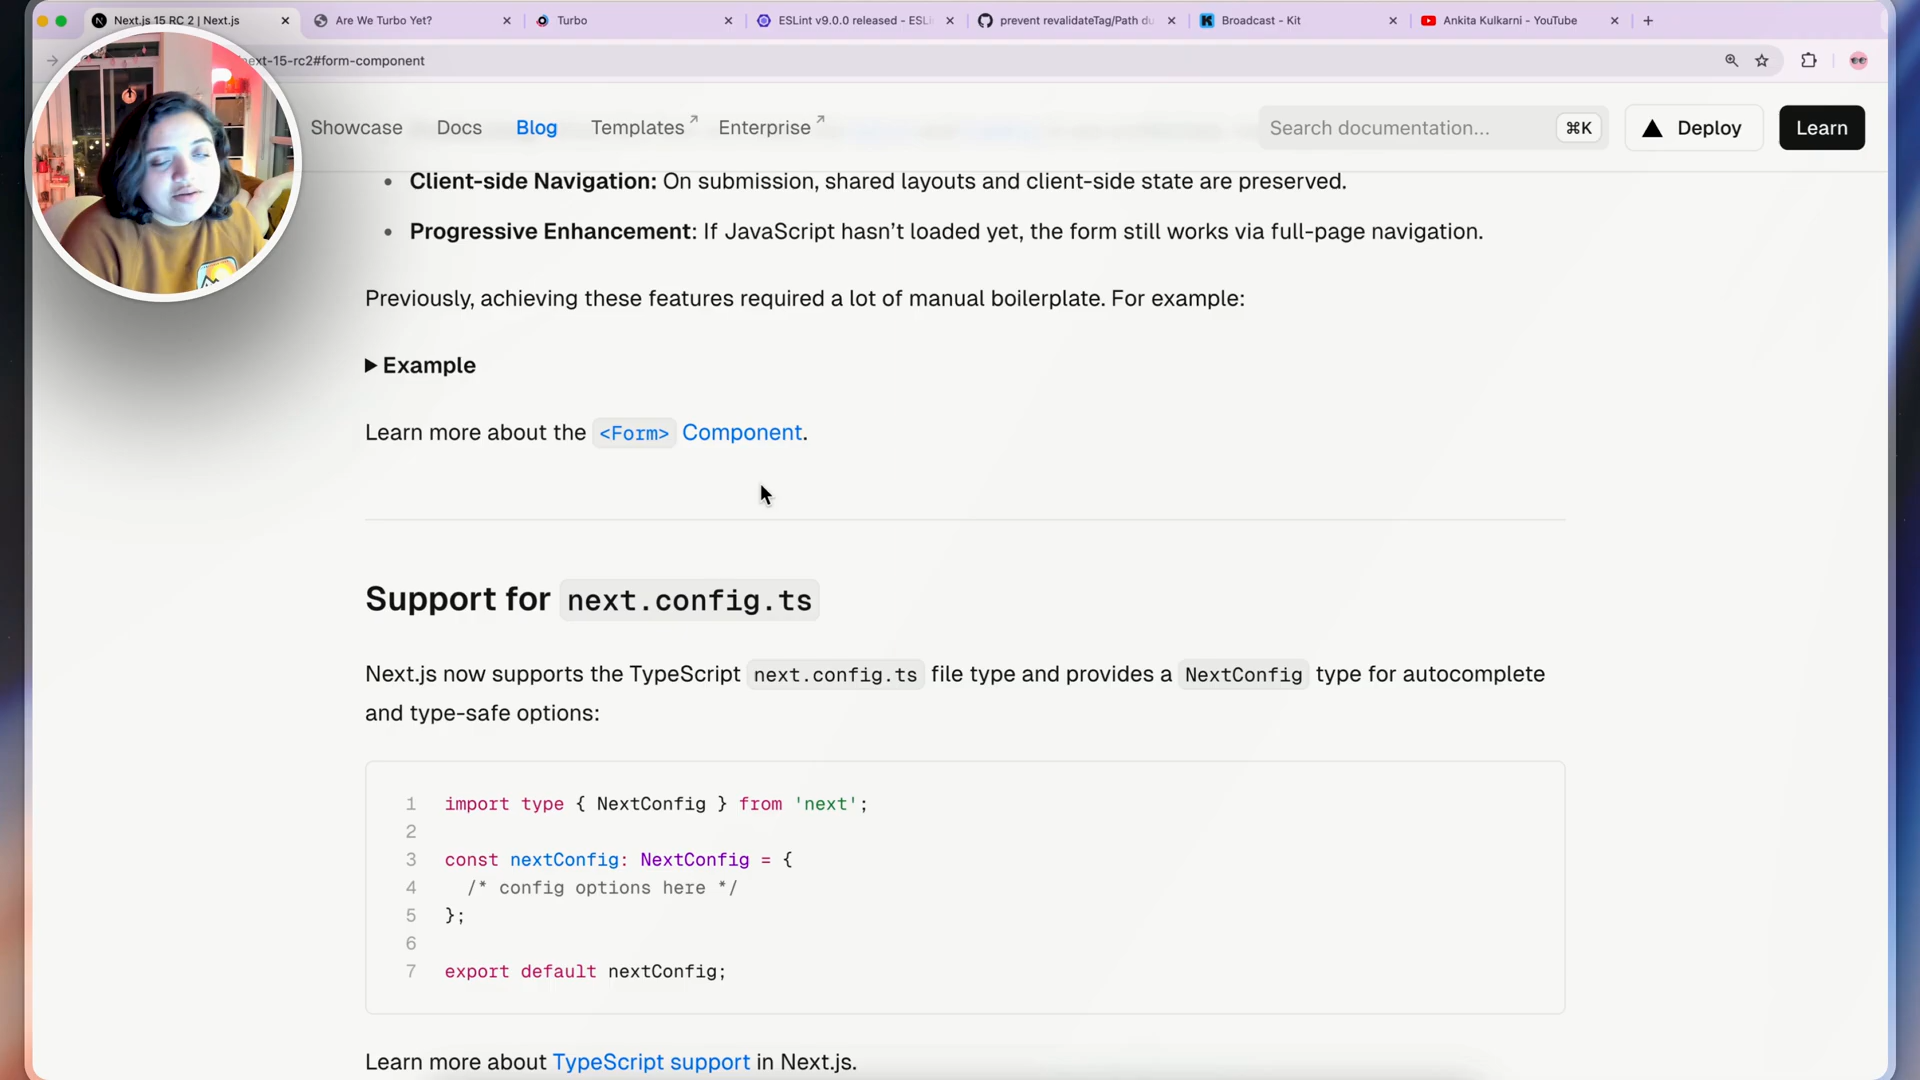 Next.js 15 RC 2 | Next.js
Are We Turbo Yet?
Turbo
ESLint v9.0.0 released - ESLi
prevent revalidateTag/Path du
Broadcast - Kit
Ankita Kulkarni - YouTube
ext-15-rc2#form-component
Showcase
Docs
Blog
Templates
Enterprise
Search documentation...
⌘K
Deploy
Learn
Client-side Navigation: On submission, shared layouts and client-side state are preserved.
Progressive Enhancement: If JavaScript hasn’t loaded yet, the form still works via full-page navigation.
Previously, achieving these features required a lot of manual boilerplate. For example:
Example
Learn more about the <Form> Component.
Support for next.config.ts
Next.js now supports the TypeScript next.config.ts file type and provides a NextConfig type for autocomplete
and type-safe options:
1 import type { NextConfig } from 'next';
2
3 const nextConfig: NextConfig = {
4 /* config options here */
5 };
6
7 export default nextConfig;
Learn more about TypeScript support in Next.js.